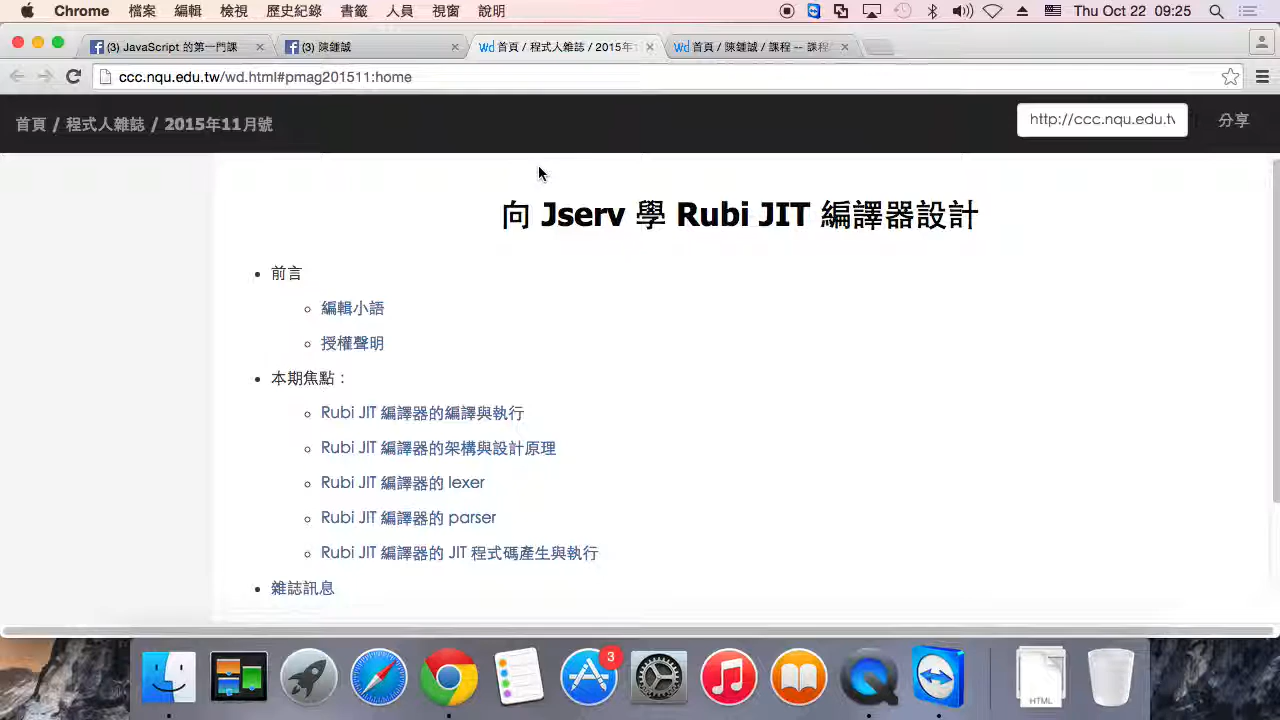 Chrome 檔案 編輯 檢視 歷史紀錄 書籤 人員 視窗 說明 Thu Oct 22 09:25
(3) JavaScript 的第一門課 (3) 陳鍾誠 Wd 首頁 / 程式人雜誌 / 2015年1 Wd 首頁 / 陳鍾誠 / 課程 -- 課程
ccc.nqu.edu.tw/wd.html#pmag201511:home
首頁 / 程式人雜誌 / 2015年11月號 http://ccc.nqu.edu.tw 分享
向 Jserv 學 Rubi JIT 編譯器設計
前言
編輯小語
授權聲明
本期焦點：
Rubi JIT 編譯器的編譯與執行
Rubi JIT 編譯器的架構與設計原理
Rubi JIT 編譯器的 lexer
Rubi JIT 編譯器的 parser
Rubi JIT 編譯器的 JIT 程式碼產生與執行
雜誌訊息
3
HTML